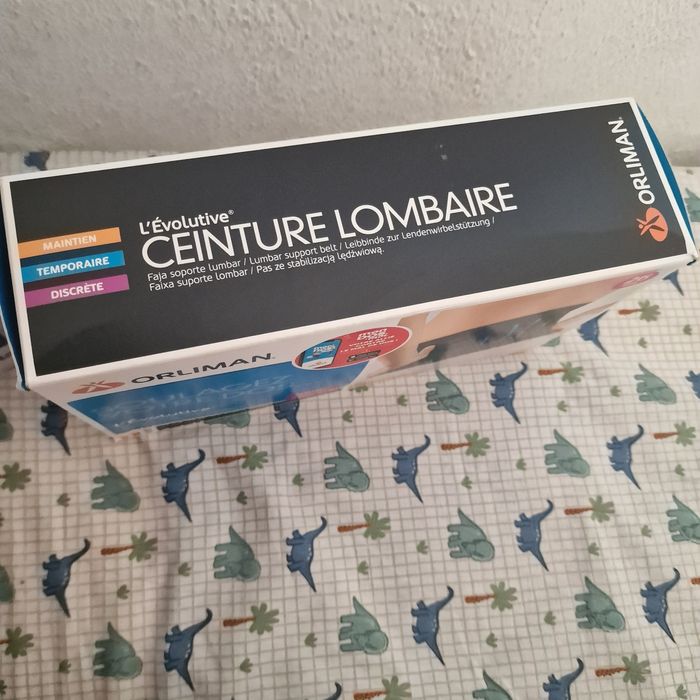 MAINTIEN
TEMPORAIRE
DISCRÈTE
L'Évolutive®
CEINTURE LOMBAIRE
Faja soporte lumbar / Lumbar support belt / Leibbinde zur Lendenwirbelstützung /
Faixa suporte lombar / Pas ze stabilizacją lędźwiową.
ORLIMAN®
ORLIMAN®
L'Évolutive